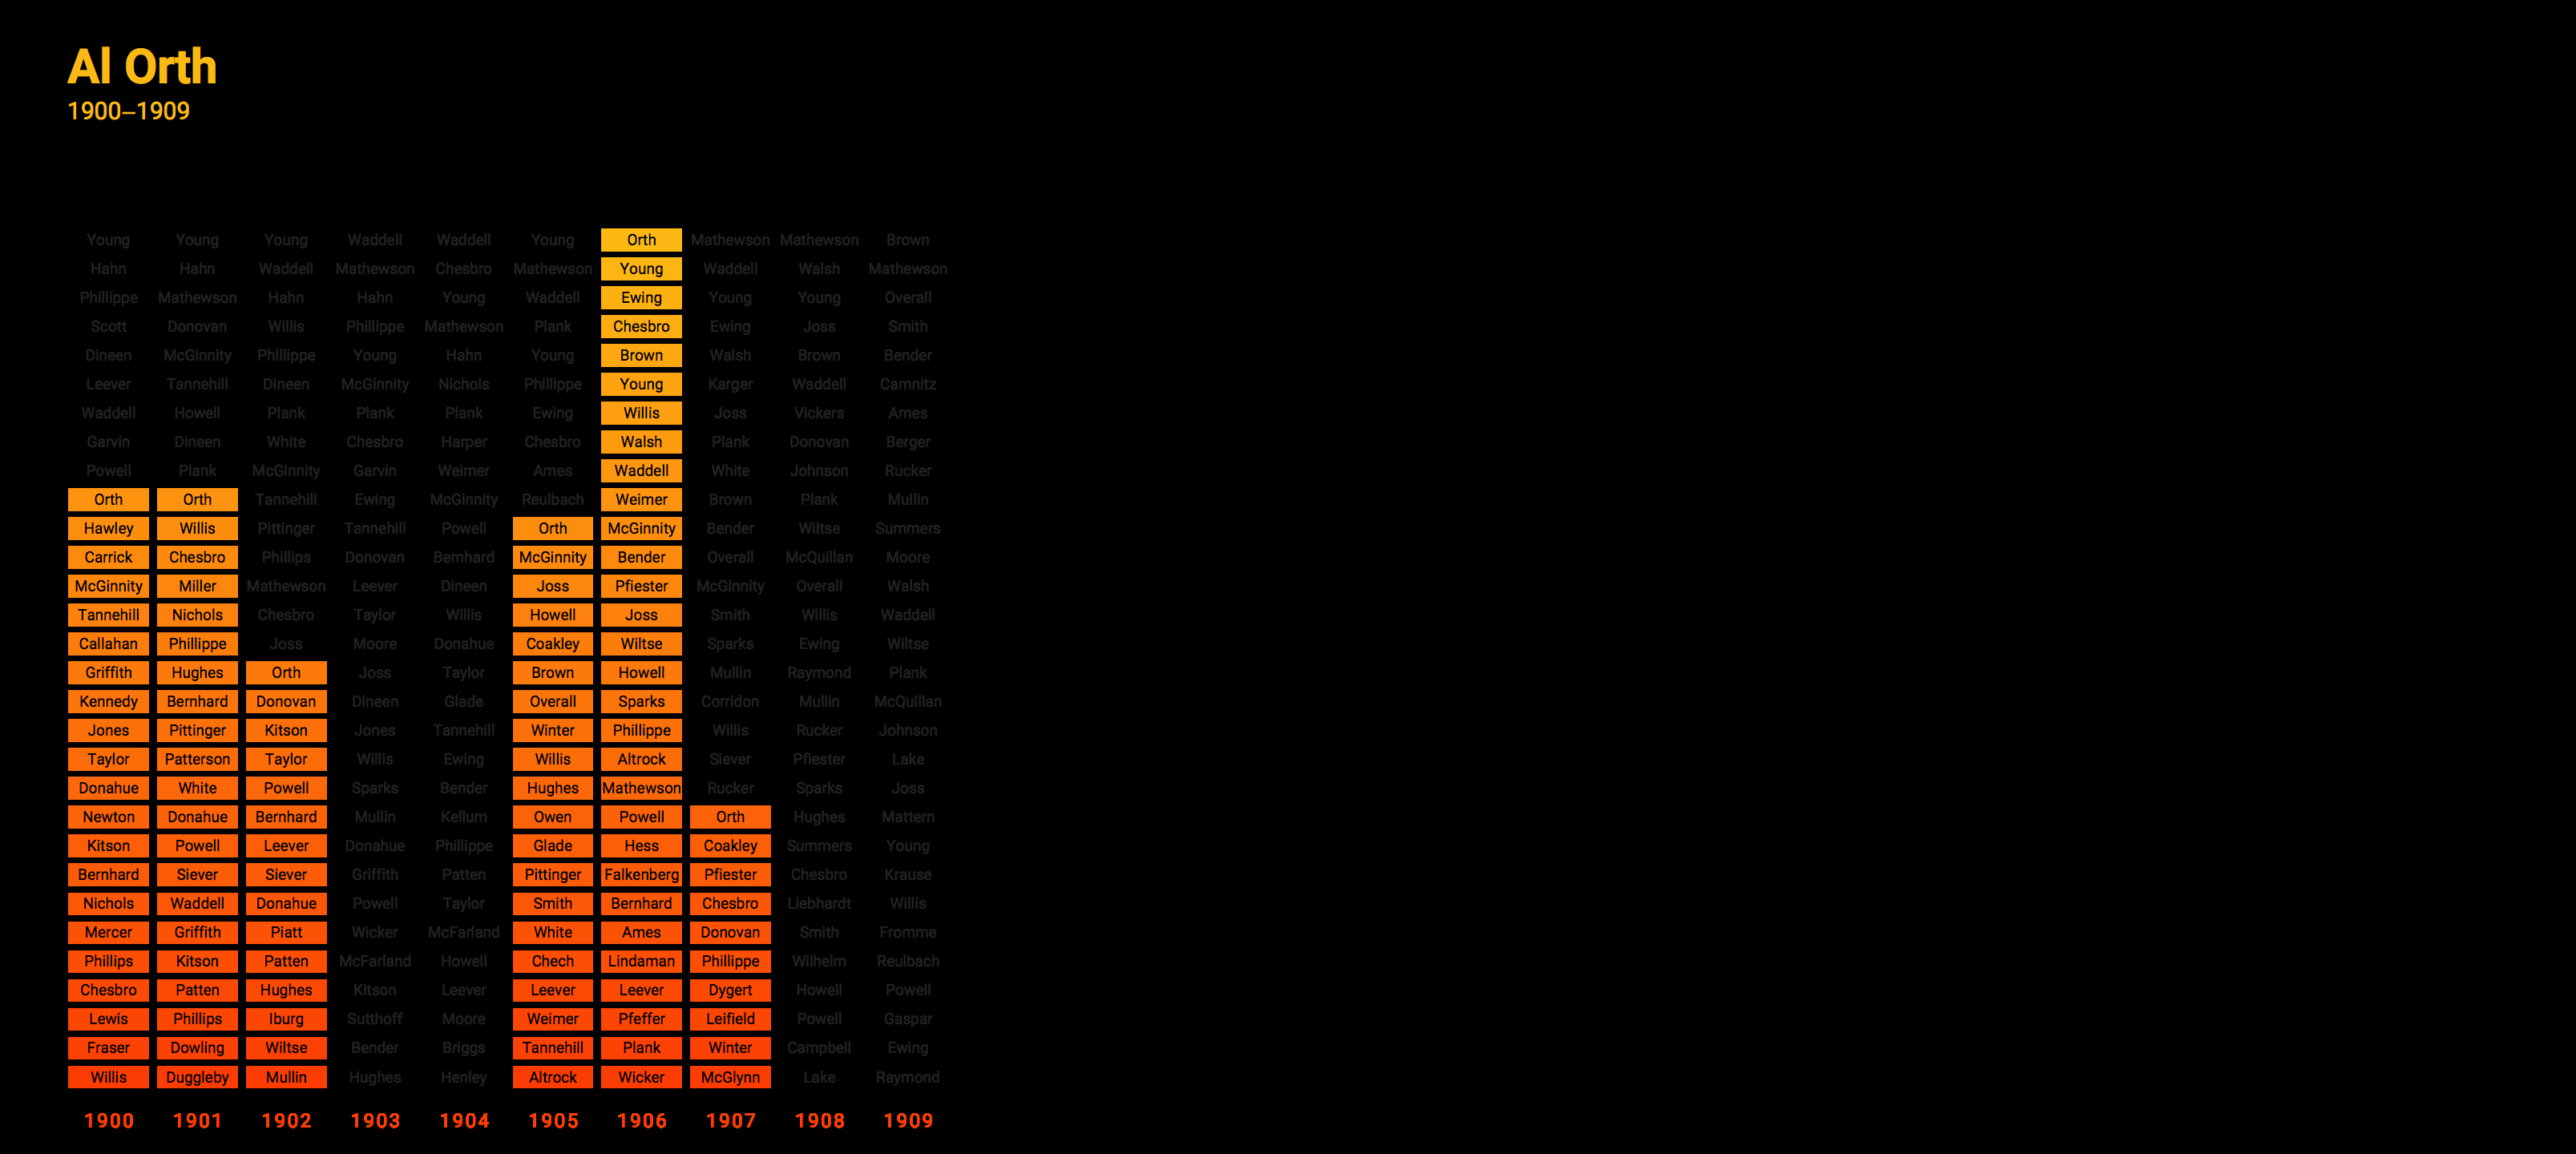 Al Orth
1900–1909
Young Young Young Waddell Waddell Young Orth Mathewson Mathewson Brown
Hahn Hahn Waddell Mathewson Chesbro Mathewson Young Waddell Walsh Mathewson
Phillippe Mathewson Hahn Hahn Young Waddell Ewing Young Young Overall
Scott Donovan Willis Phillippe Mathewson Plank Chesbro Ewing Joss Smith
Dineen McGinnity Phillippe Young Hahn Young Brown Walsh Brown Bender
Leever Tannehill Dineen McGinnity Nichols Phillippe Young Karger Waddell Camnitz
Waddell Howell Plank Plank Plank Ewing Willis Joss Vickers Ames
Garvin Dineen White Chesbro Harper Chesbro Walsh Plank Donovan Berger
Powell Plank McGinnity Garvin Weimer Ames Waddell White Johnson Rucker
Orth Orth Tannehill Ewing McGinnity Reulbach Weimer Brown Plank Mullin
Hawley Willis Pittinger Tannehill Powell Orth McGinnity Bender Wiltse Summers
Carrick Chesbro Phillips Donovan Bernhard McGinnity Bender Overall McQuillan Moore
McGinnity Miller Mathewson Leever Dineen Joss Pfiester McGinnity Overall Walsh
Tannehill Nichols Chesbro Taylor Willis Howell Joss Smith Willis Waddell
Callahan Phillippe Joss Moore Donahue Coakley Wiltse Sparks Ewing Wiltse
Griffith Hughes Orth Joss Taylor Brown Howell Mullin Raymond Plank
Kennedy Bernhard Donovan Dineen Glade Overall Sparks Corridon Mullin McQuillan
Jones Pittinger Kitson Jones Tannehill Winter Phillippe Willis Rucker Johnson
Taylor Patterson Taylor Willis Ewing Willis Altrock Siever Pfiester Lake
Donahue White Powell Sparks Bender Hughes Mathewson Rucker Sparks Joss
Newton Donahue Bernhard Mullin Kellum Owen Powell Orth Hughes Mattern
Kitson Powell Leever Donahue Phillippe Glade Hess Coakley Summers Young
Bernhard Siever Siever Griffith Patten Pittinger Falkenberg Pfiester Chesbro Krause
Nichols Waddell Donahue Powell Taylor Smith Bernhard Chesbro Liebhardt Willis
Mercer Griffith Piatt Wicker McFarland White Ames Donovan Smith Fromme
Phillips Kitson Patten McFarland Howell Chech Lindaman Phillippe Wilhelm Reulbach
Chesbro Patten Hughes Kitson Leever Leever Leever Dygert Howell Powell
Lewis Phillips Iburg Sutthoff Moore Weimer Pfeffer Leifield Powell Gaspar
Fraser Dowling Wiltse Bender Briggs Tannehill Plank Winter Campbell Ewing
Willis Duggleby Mullin Hughes Henley Altrock Wicker McGlynn Lake Raymond
1900 1901 1902 1903 1904 1905 1906 1907 1908 1909